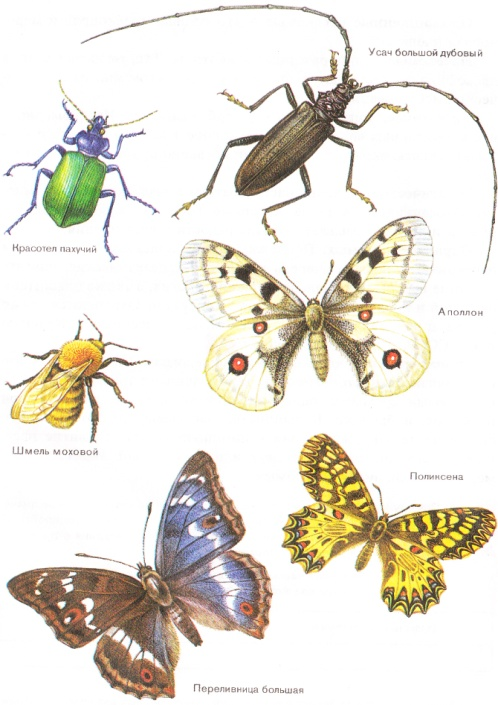 Усач большой дубовый
Красотел пахучий
Аполлон
Шмель моховой
Поликсена
Переливница большая